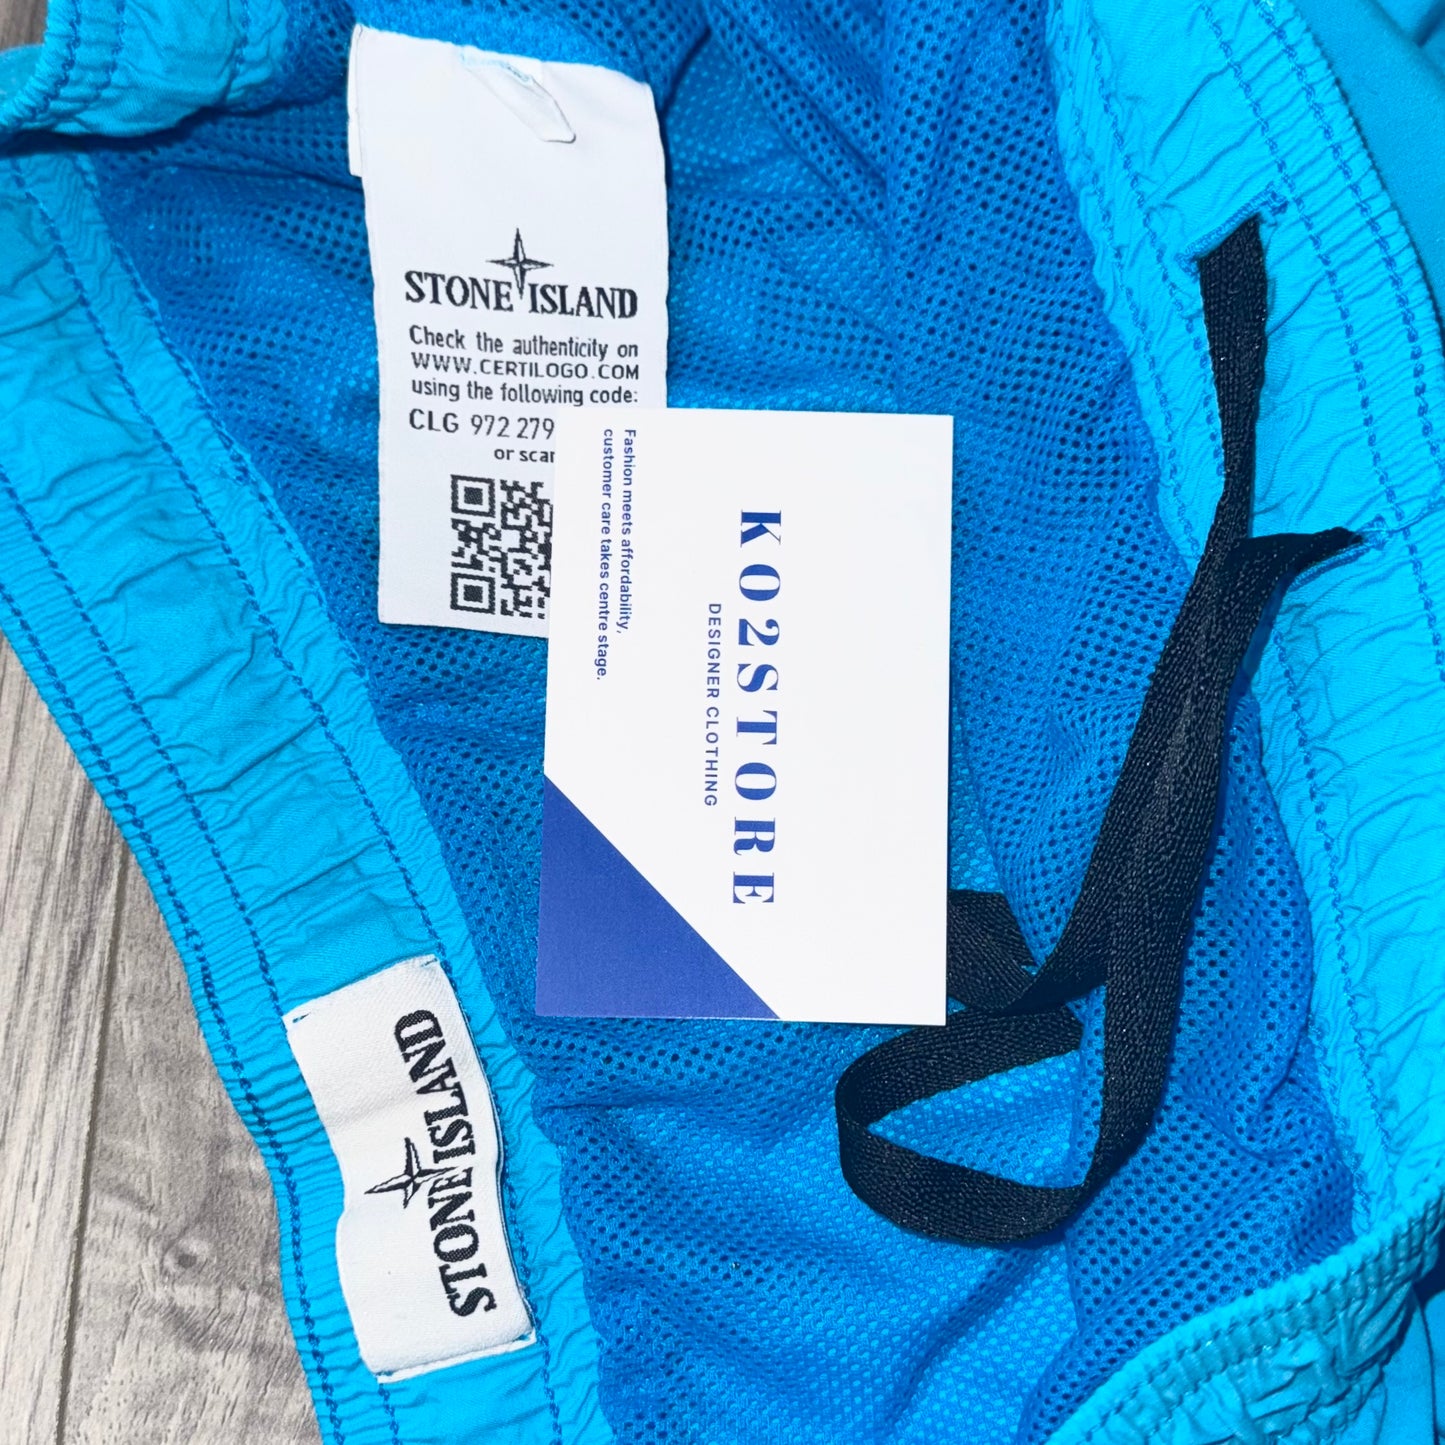 STONE ISLAND
Check the authenticity on
WWW.CERTILOGO.COM
using the following code:
CLG 972 279
or scan
Fashion meets affordability,
customer care takes centre stage.
KO2STORE
DESIGNER CLOTHING
STONE ISLAND